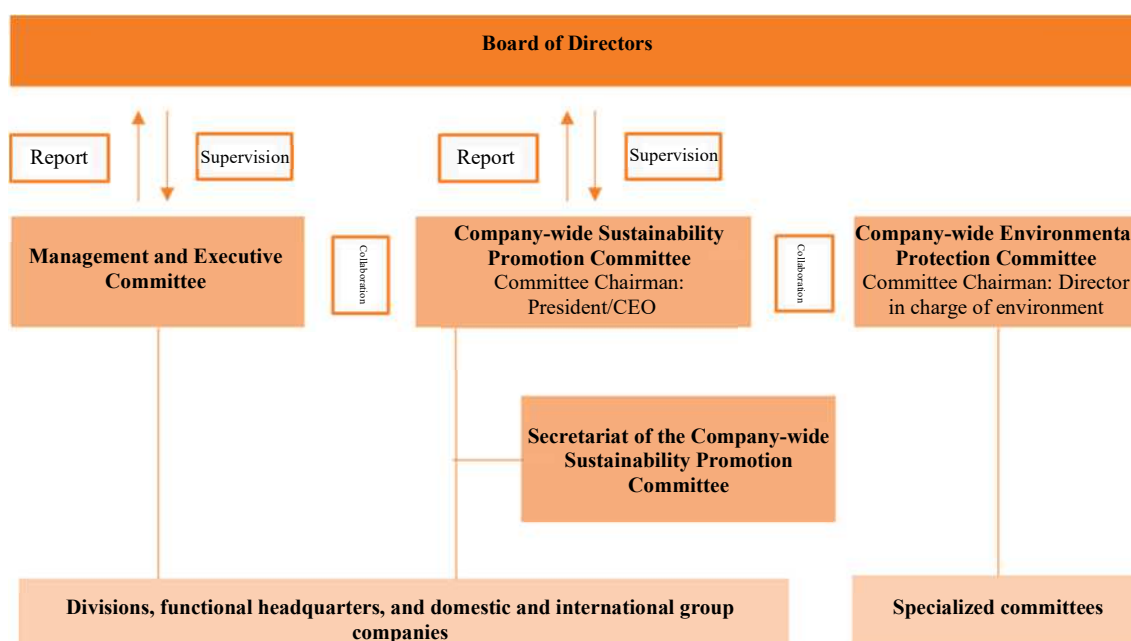 Board of Directors
Report
Supervision
Report
Supervision
Management and Executive
Committee
Collaboration
Company-wide Sustainability
Promotion Committee
Committee Chairman:
President/CEO
Collaboration
Company-wide Environmenta
Protection Committee
Committee Chairman: Director
in charge of environment
Secretariat of the Company-wide
Sustainability Promotion
Committee
Divisions, functional headquarters, and domestic and international group
companies
Specialized committees